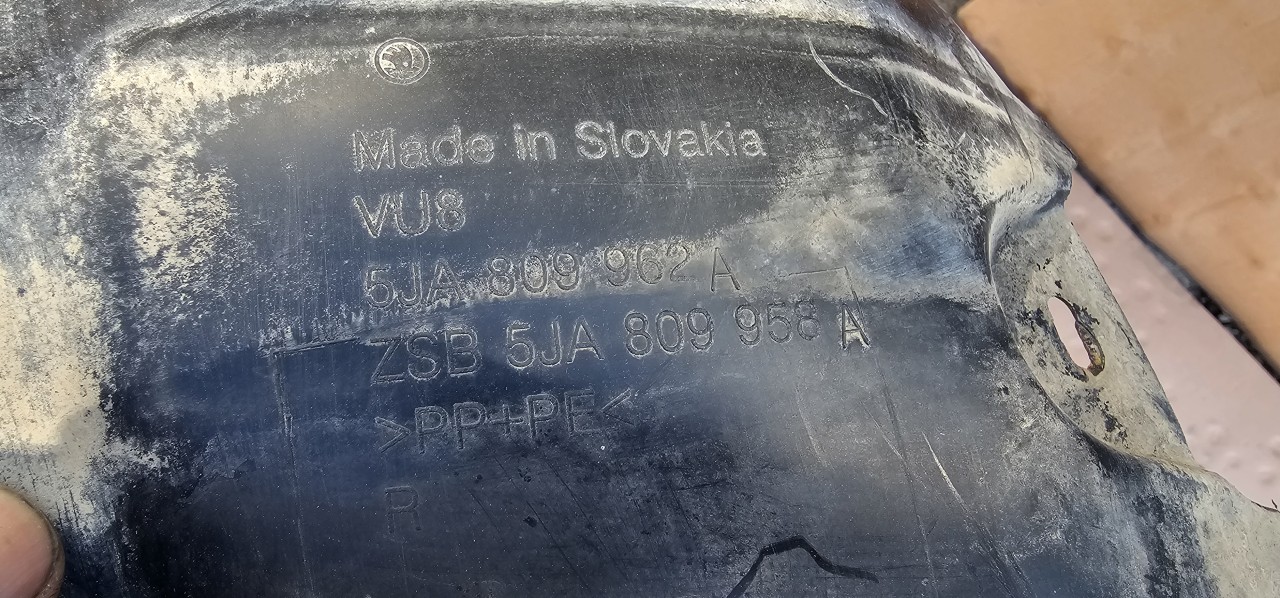 Made in Slovakia
VU8
5JA 809 962 A
ZSB 5JA 809 958 A
>PP+PE<
R